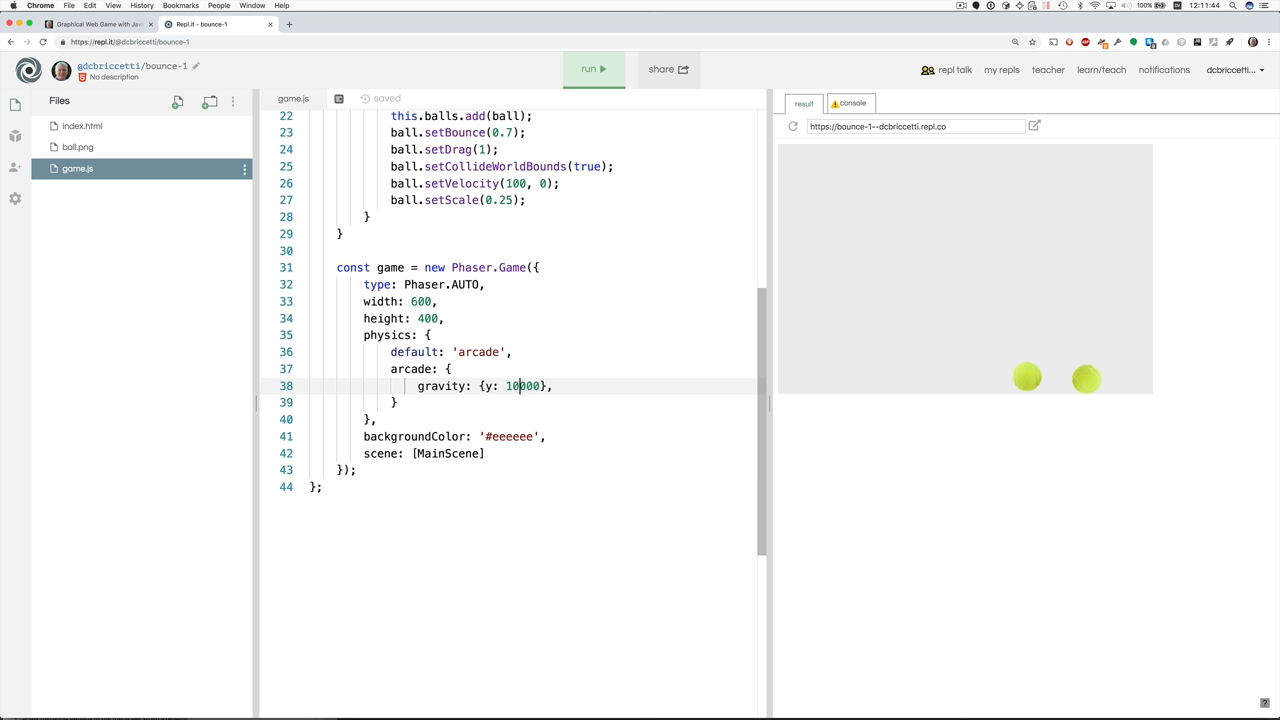 Chrome File Edit View History Bookmarks People Window Help
100% 12:11:44
Graphical Web Game with Jav
Repl.it - bounce-1
https://repl.it/@dcbriccetti/bounce-1
@dcbriccetti/bounce-1
No description
run
share
repl talk
my repls
teacher
learn/teach
notifications
dcbriccetti...
Files
index.html
ball.png
game.js
game.js
saved
22 this.balls.add(ball);
23 ball.setBounce(0.7);
24 ball.setDrag(1);
25 ball.setCollideWorldBounds(true);
26 ball.setVelocity(100, 0);
27 ball.setScale(0.25);
28 }
29 }
30
31 const game = new Phaser.Game({
32 type: Phaser.AUTO,
33 width: 600,
34 height: 400,
35 physics: {
36 default: 'arcade',
37 arcade: {
38 gravity: {y: 10000},
39 }
40 },
41 backgroundColor: '#eeeeee',
42 scene: [MainScene]
43 });
44 };
result
console
https://bounce-1--dcbriccetti.repl.co
?